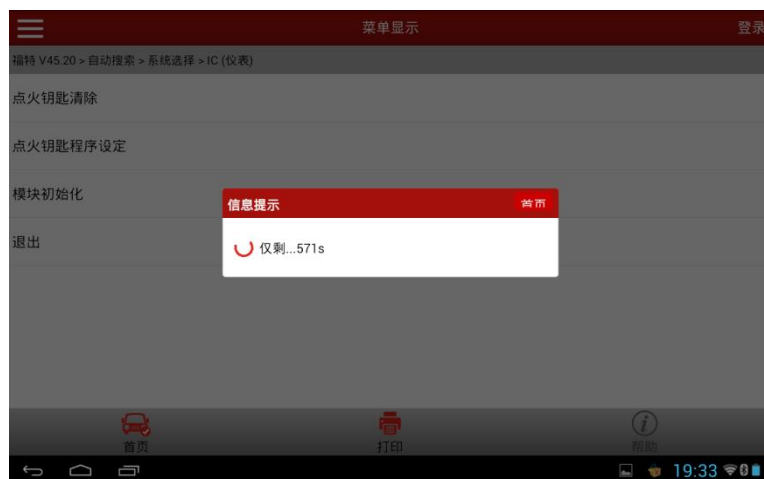 菜单显示
登录
福特 V45.20 > 自动搜索 > 系统选择 > IC (仪表)
点火钥匙清除
点火钥匙程序设定
模块初始化
信息提示
首页
退出
仅剩...571s
首页
打印
帮助
19:33